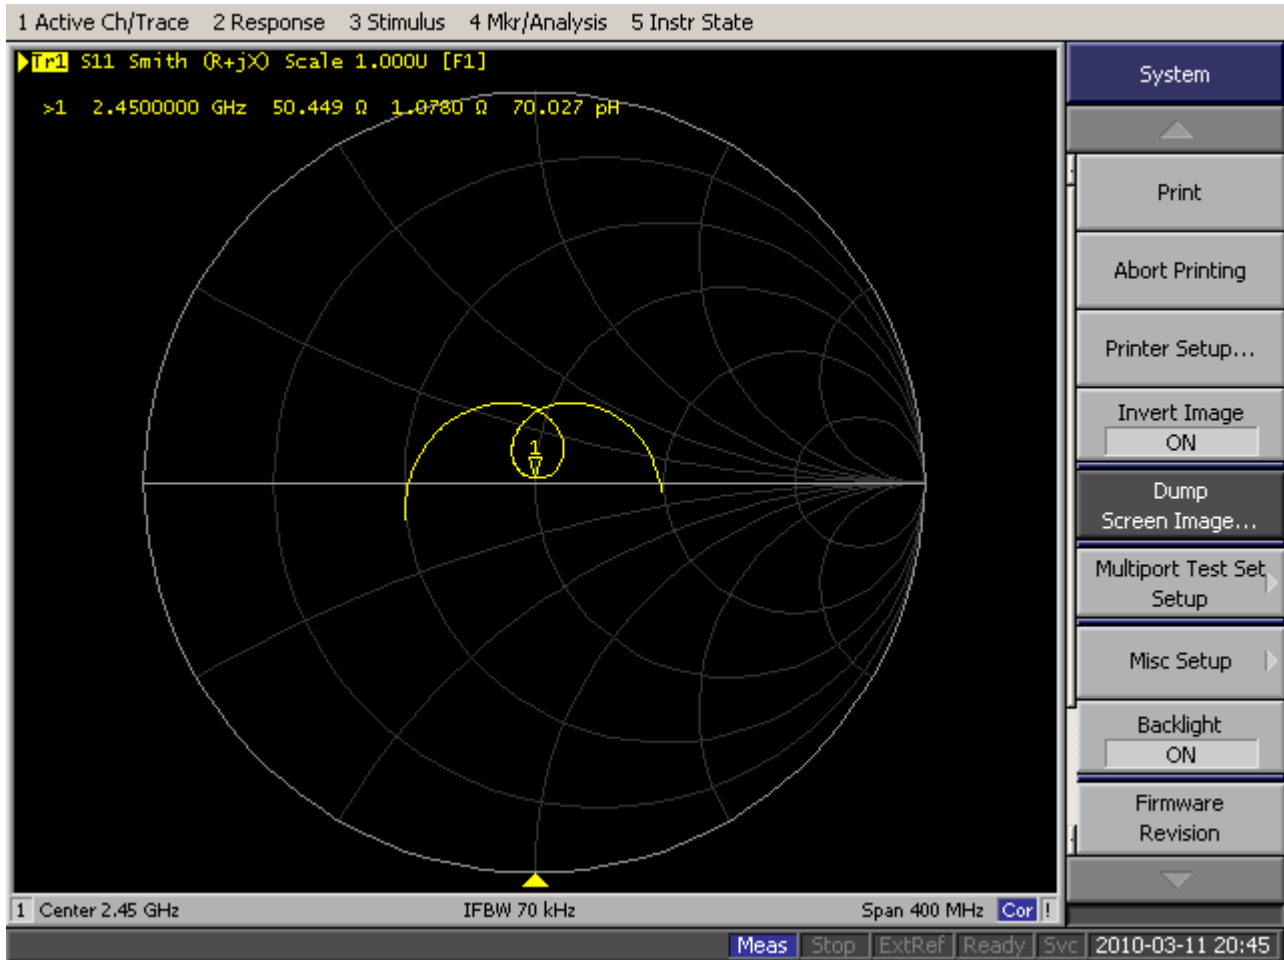 1 Active Ch/Trace 2 Response 3 Stimulus 4 Mkr/Analysis 5 Instr State
Tr1 S11 Smith (R+jX) Scale 1.000U [F1]
>1 2.4500000 GHz 50.449 Ω 1.0780 Ω 70.027 pH
1
System
Print
Abort Printing
Printer Setup...
Invert Image
ON
Dump
Screen Image...
Multiport Test Set
Setup
Misc Setup
Backlight
ON
Firmware
Revision
1 Center 2.45 GHz IFBW 70 kHz Span 400 MHz Cor !
Meas Stop ExtRef Ready Svc 2010-03-11 20:45